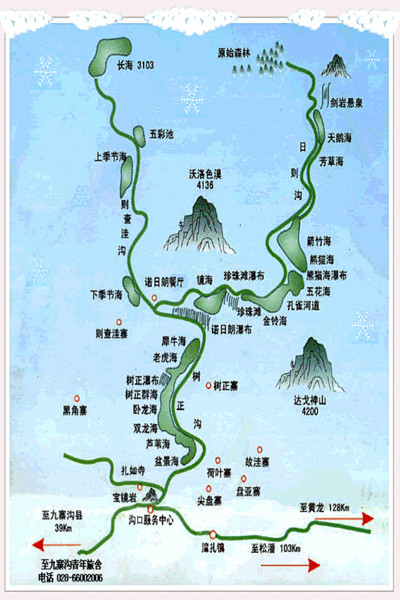 长海 3103
原始森林
剑岩悬泉
五彩池
天鹅海
日则沟
芳草海
上季节海
沃洛色漠
4136
则查洼沟
箭竹海
熊猫海
诺日朗餐厅
镜海
珍珠滩瀑布
熊猫海瀑布
五花海
下季节海
孔雀河道
珍珠滩
金铃海
诺日朗瀑布
则查洼寨
犀牛海
老虎海
树正瀑布
树正沟
树正寨
树正群海
达戈神山
4200
黑角寨
卧龙海
双龙海
芦苇海
盆景海
故洼寨
荷叶寨
扎如寺
盘亚寨
尖盘寨
宝镜岩
沟口服务中心
至九寨沟县
39Km
至黄龙 128Km
漳扎镇
至松潘 103Km
至九寨沟青年旅舍
电话 028-66002006